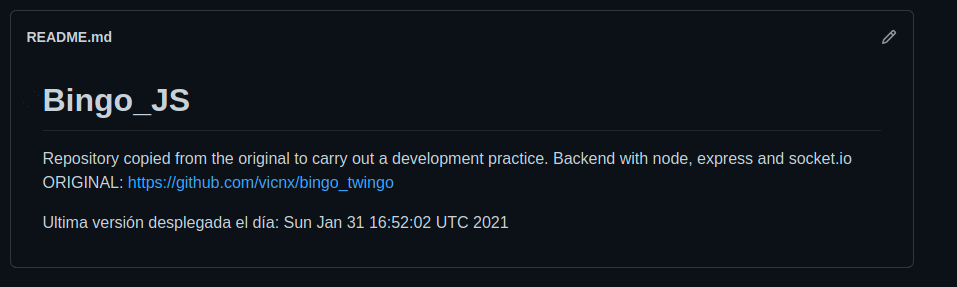 README.md
Bingo_JS
Repository copied from the original to carry out a development practice. Backend with node, express and socket.io
ORIGINAL: https://github.com/vicnx/bingo_twingo
Ultima versión desplegada el día: Sun Jan 31 16:52:02 UTC 2021